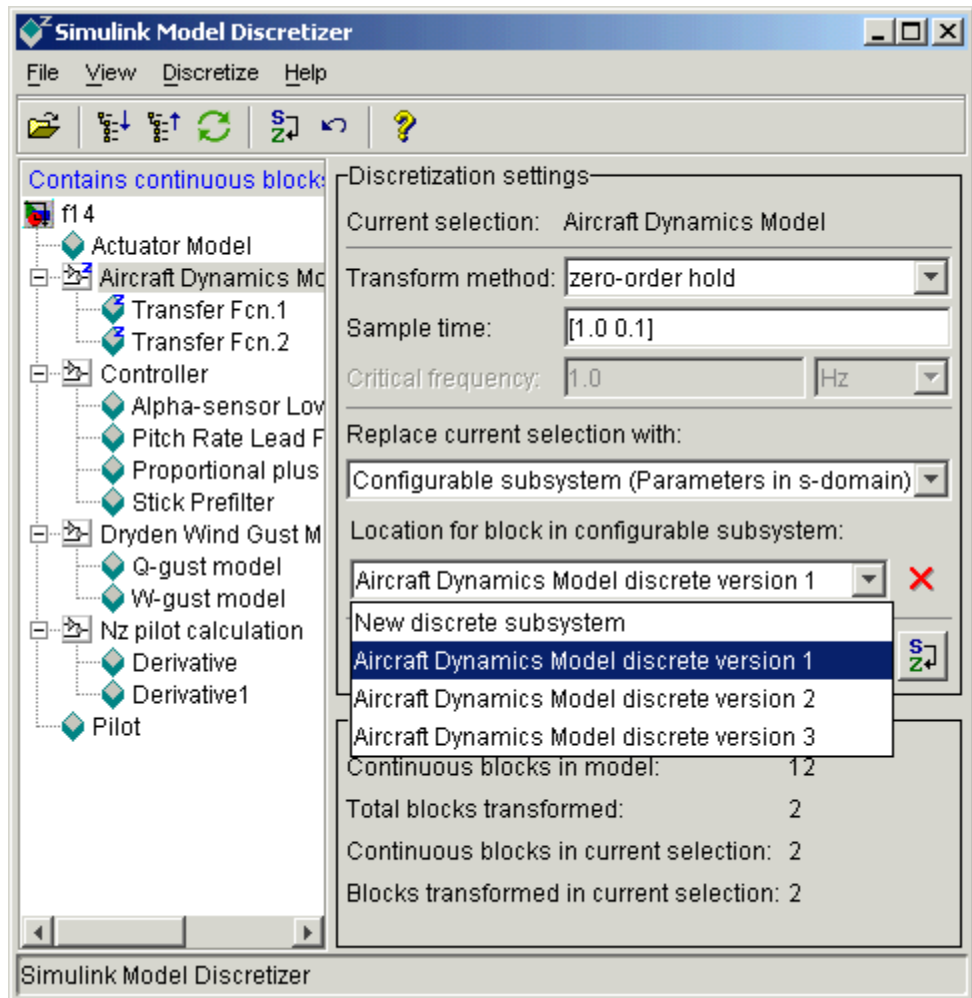 Simulink Model Discretizer
File View Discretize Help
Contains continuous block
f14
Actuator Model
Aircraft Dynamics Mo
Transfer Fcn.1
Transfer Fcn.2
Controller
Alpha-sensor Low
Pitch Rate Lead F
Proportional plus
Stick Prefilter
Dryden Wind Gust M
Q-gust model
W-gust model
Nz pilot calculation
Derivative
Derivative1
Pilot
Discretization settings
Current selection: Aircraft Dynamics Model
Transform method: zero-order hold
Sample time: [1.0 0.1]
Critical frequency: 1.0 Hz
Replace current selection with:
Configurable subsystem (Parameters in s-domain)
Location for block in configurable subsystem:
Aircraft Dynamics Model discrete version 1
New discrete subsystem
Aircraft Dynamics Model discrete version 1
Aircraft Dynamics Model discrete version 2
Aircraft Dynamics Model discrete version 3
Continuous blocks in model: 12
Total blocks transformed: 2
Continuous blocks in current selection: 2
Blocks transformed in current selection: 2
Simulink Model Discretizer